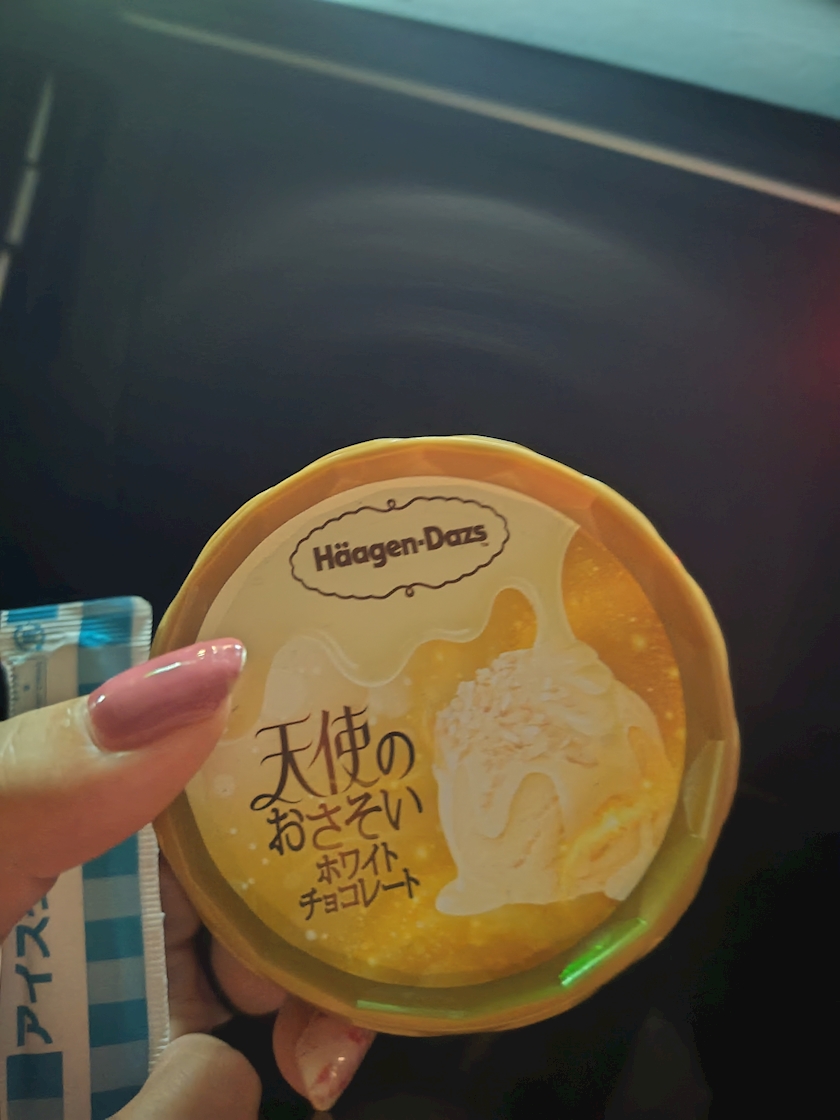 Häagen-Dazs
天使の
おさそい
ホワイト
チョコレート
アイス